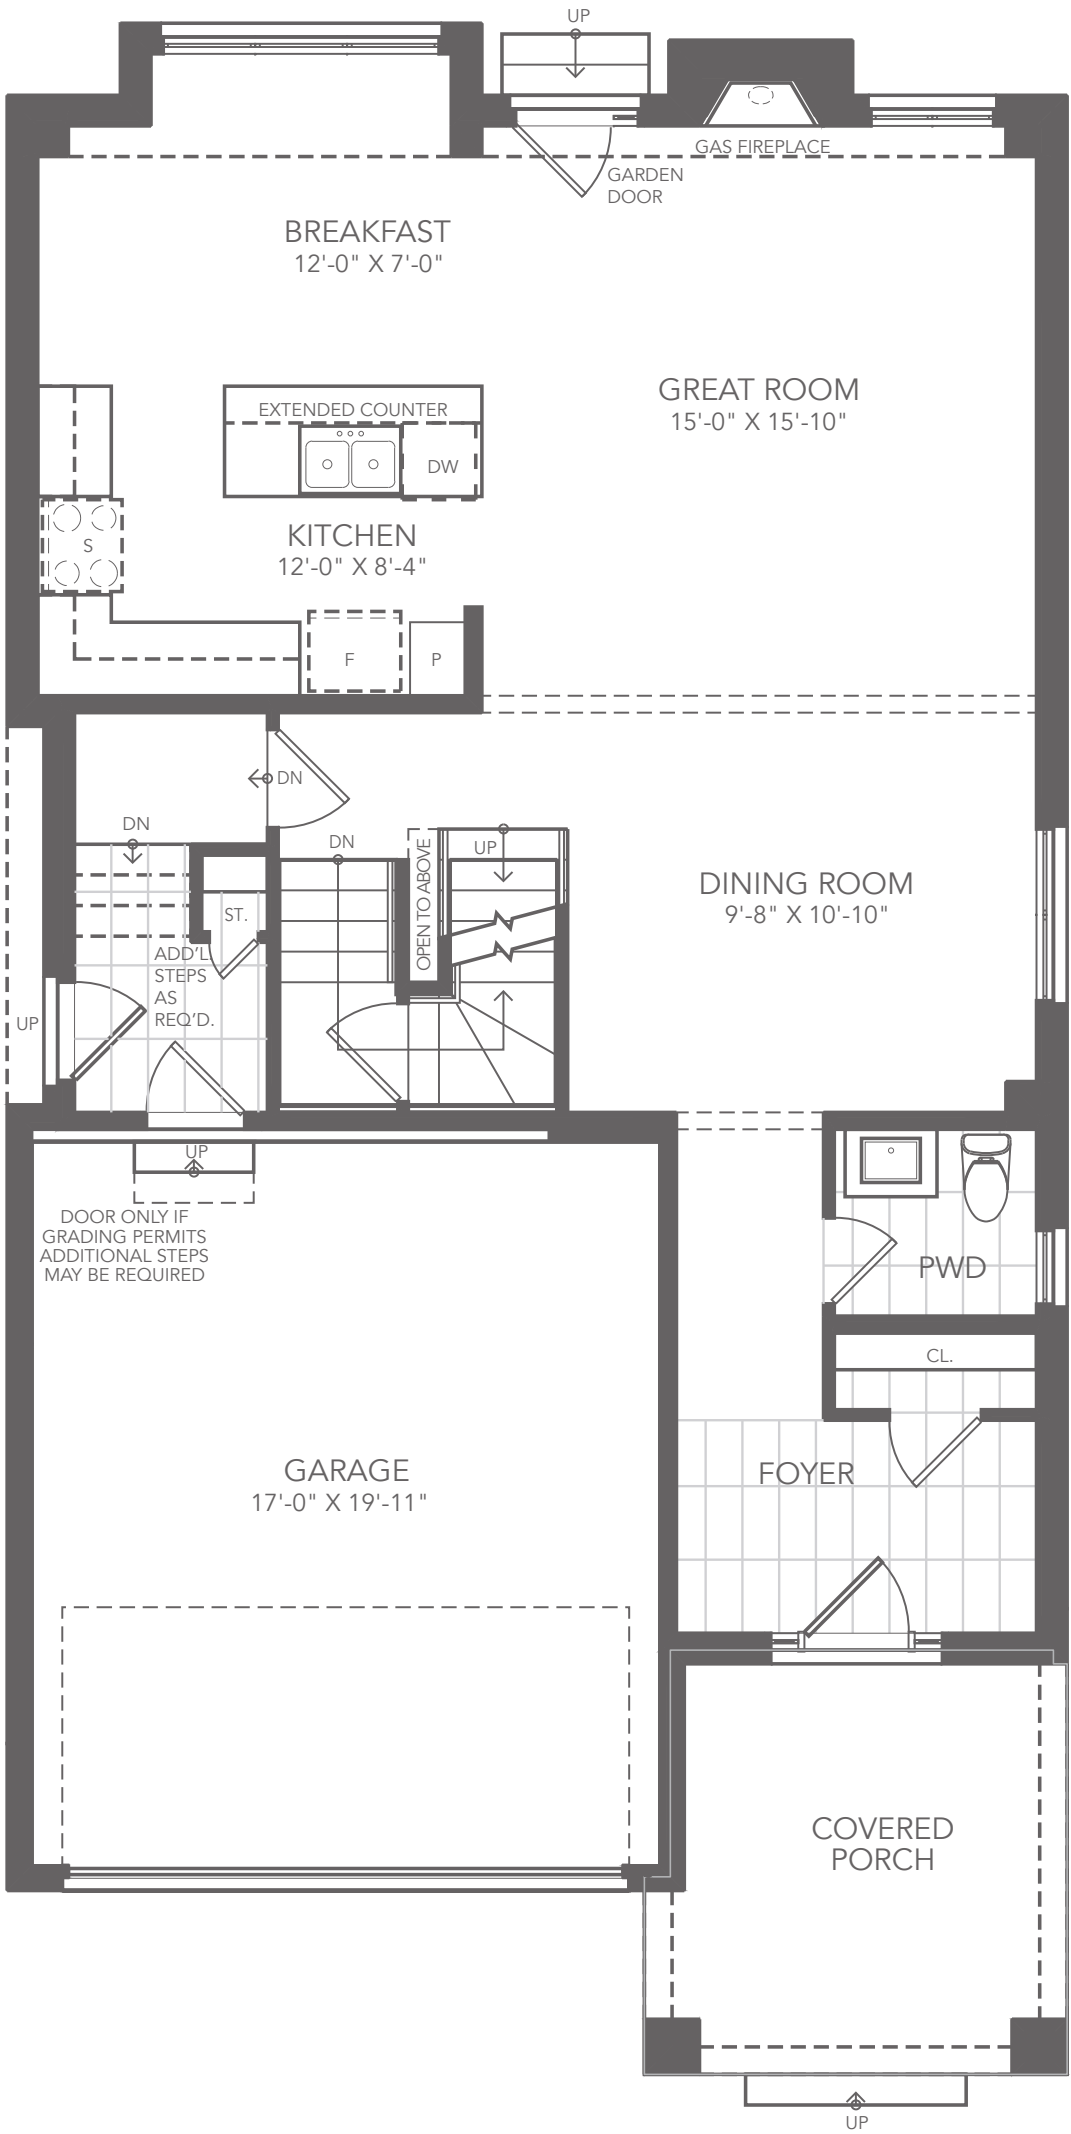 UP
GAS FIREPLACE
GARDEN
DOOR
BREAKFAST
12'-0" X 7'-0"
GREAT ROOM
15'-0" X 15'-10"
EXTENDED COUNTER
DW
KITCHEN
12'-0" X 8'-4"
S
F
P
DN
DN
DN
UP
OPEN TO ABOVE
DINING ROOM
9'-8" X 10'-10"
ST.
ADD'L
STEPS
AS
REQ'D.
UP
UP
DOOR ONLY IF
GRADING PERMITS
ADDITIONAL STEPS
MAY BE REQUIRED
PWD
CL.
FOYER
GARAGE
17'-0" X 19'-11"
COVERED
PORCH
UP